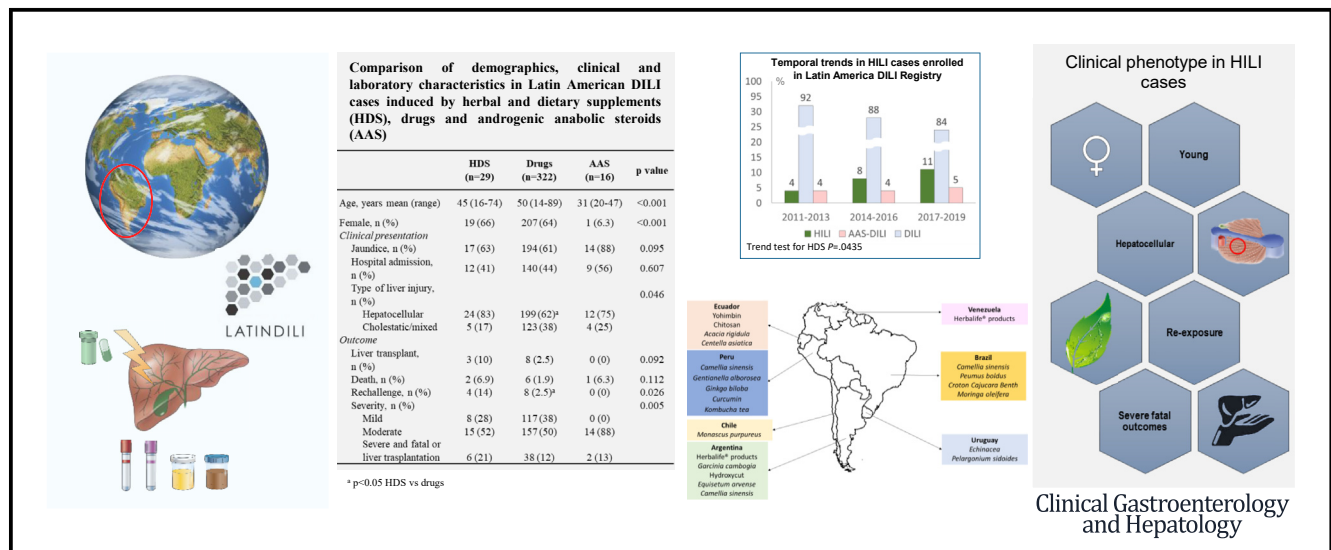 LATINDILI
Comparison of demographics, clinical and
laboratory characteristics in Latin American DILI
cases induced by herbal and dietary supplements
(HDS), drugs and androgenic anabolic steroids
(AAS)
HDS (n=29) Drugs (n=322) AAS (n=16) p value
Age, years mean (range) 45 (16-74) 50 (14-89) 31 (20-47) <0.001
Female, n (%) 19 (66) 207 (64) 1 (6.3) <0.001
Clinical presentation
Jaundice, n (%) 17 (63) 194 (61) 14 (88) 0.095
Hospital admission, n (%) 12 (41) 140 (44) 9 (56) 0.607
Type of liver injury, n (%) 0.046
Hepatocellular 24 (83) 199 (62)ᵃ 12 (75)
Cholestatic/mixed 5 (17) 123 (38) 4 (25)
Outcome
Liver transplant, n (%) 3 (10) 8 (2.5) 0 (0) 0.092
Death, n (%) 2 (6.9) 6 (1.9) 1 (6.3) 0.112
Rechallenge, n (%) 4 (14) 8 (2.5)ᵃ 0 (0) 0.026
Severity, n (%) 0.005
Mild 8 (28) 117 (38) 0 (0)
Moderate 15 (52) 157 (50) 14 (88)
Severe and fatal or
liver trasplantation 6 (21) 38 (12) 2 (13)
ᵃ p<0.05 HDS vs drugs
Temporal trends in HILI cases enrolled
in Latin America DILI Registry
%
100
90
80
35
30
25
20
15
10
5
0
4 92 4
8 88 4
11 84 5
2011-2013 2014-2016 2017-2019
HILI AAS-DILI DILI
Trend test for HDS P=.0435
Ecuador
Yohimbin
Chitosan
Acacia rigidula
Centella asiatica
Peru
Camellia sinensis
Gentianella alborosea
Ginkgo biloba
Curcumin
Kombucha tea
Chile
Monascus purpureus
Argentina
Herbalife® products
Garcinia cambogia
Hydroxycut
Equisetum arvense
Camellia sinensis
Venezuela
Herbalife® products
Brazil
Camellia sinensis
Peumus boldus
Croton Cajucara Benth
Moringa oleifera
Uruguay
Echinacea
Pelargonium sidoides
Clinical phenotype in HILI
cases
Young
Hepatocellular
Re-exposure
Severe fatal
outcomes
Clinical Gastroenterology
and Hepatology